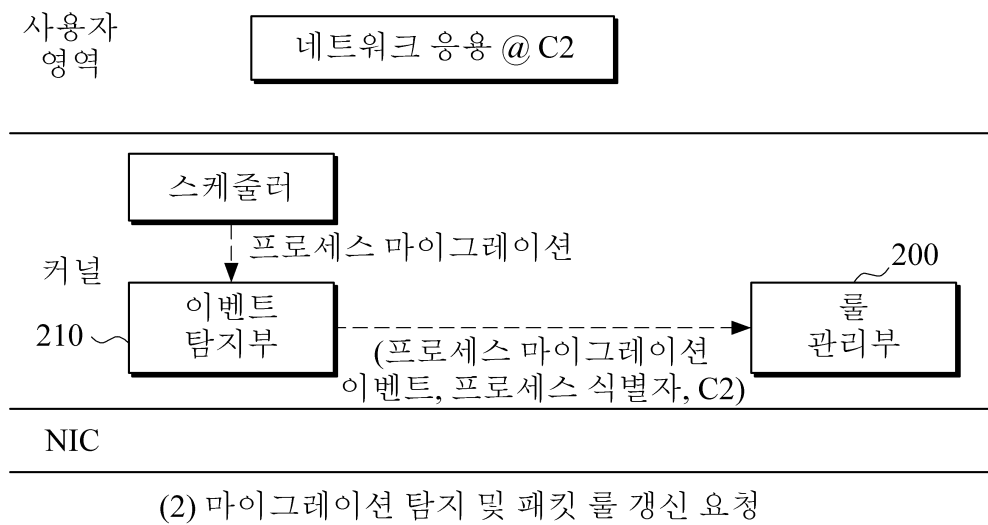 사용자
영역
네트워크 응용 @ C2
스케줄러
프로세스 마이그레이션
커널
200
이벤트
탐지부
룰
관리부
210
(프로세스 마이그레이션
이벤트, 프로세스 식별자, C2)
NIC
(2) 마이그레이션 탐지 및 패킷 룰 갱신 요청